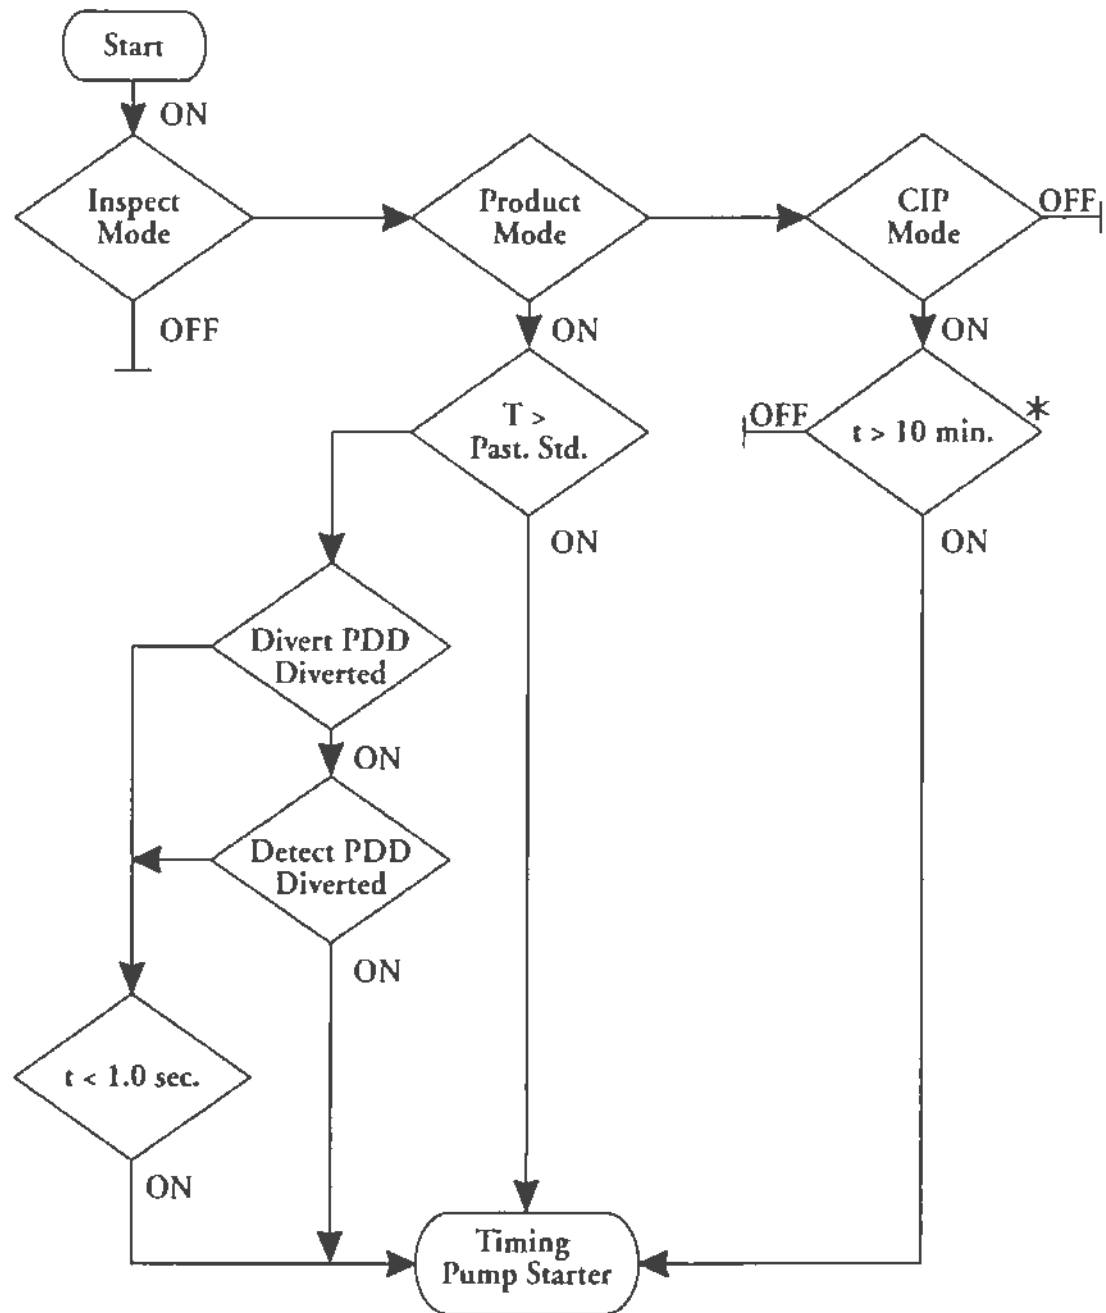 Start
ON
Inspect
Mode
Product
Mode
CIP
Mode
OFF
OFF
ON
ON
T >
Past. Std.
OFF
t > 10 min.
*
ON
ON
Divert PDD
Diverted
ON
Detect PDD
Diverted
ON
t < 1.0 sec.
ON
Timing
Pump Starter